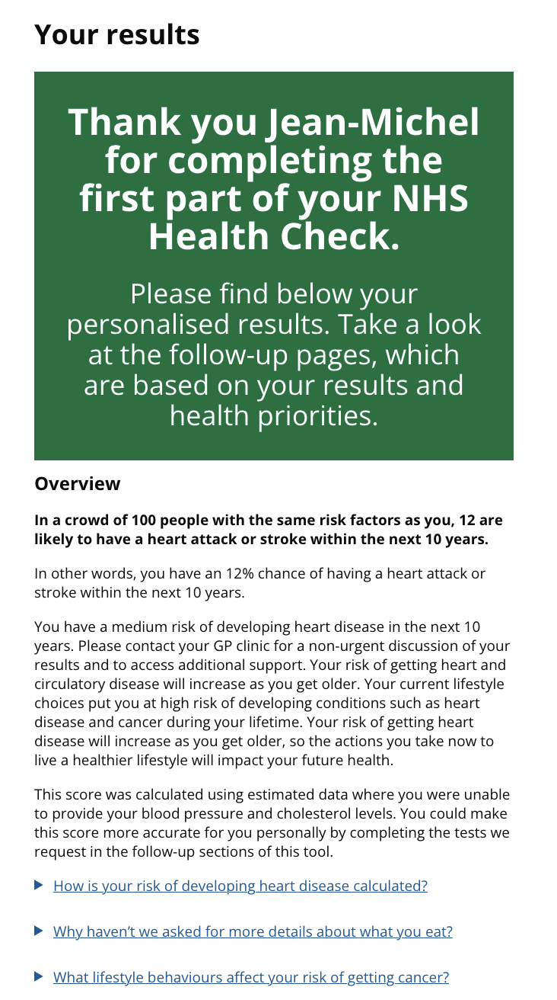 Your results
Thank you Jean-Michel
for completing the
first part of your NHS
Health Check.
Please find below your
personalised results. Take a look
at the follow-up pages, which
are based on your results and
health priorities.
Overview
In a crowd of 100 people with the same risk factors as you, 12 are
likely to have a heart attack or stroke within the next 10 years.
In other words, you have an 12% chance of having a heart attack or
stroke within the next 10 years.
You have a medium risk of developing heart disease in the next 10
years. Please contact your GP clinic for a non-urgent discussion of your
results and to access additional support. Your risk of getting heart and
circulatory disease will increase as you get older. Your current lifestyle
choices put you at high risk of developing conditions such as heart
disease and cancer during your lifetime. Your risk of getting heart
disease will increase as you get older, so the actions you take now to
live a healthier lifestyle will impact your future health.
This score was calculated using estimated data where you were unable
to provide your blood pressure and cholesterol levels. You could make
this score more accurate for you personally by completing the tests we
request in the follow-up sections of this tool.
How is your risk of developing heart disease calculated?
Why haven’t we asked for more details about what you eat?
What lifestyle behaviours affect your risk of getting cancer?